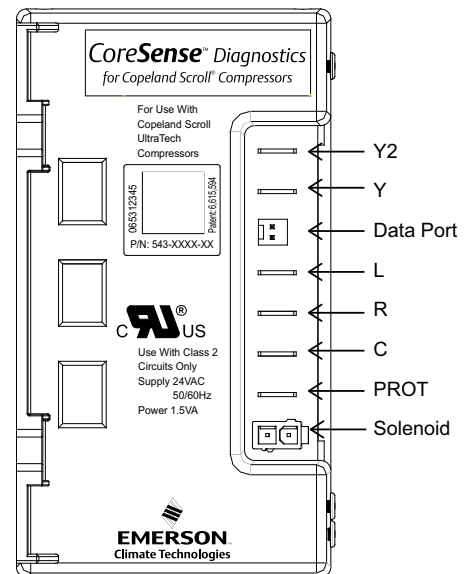 CoreSense™ Diagnostics
for Copeland Scroll® Compressors
For Use With
Copeland Scroll
UltraTech
Compressors
065312345
Patent: 6,615,594
P/N: 543-XXXX-XX
C RU® US
Use With Class 2
Circuits Only
Supply 24VAC
50/60Hz
Power 1.5VA
EMERSON.
Climate Technologies
Y2
Y
Data Port
L
R
C
PROT
Solenoid